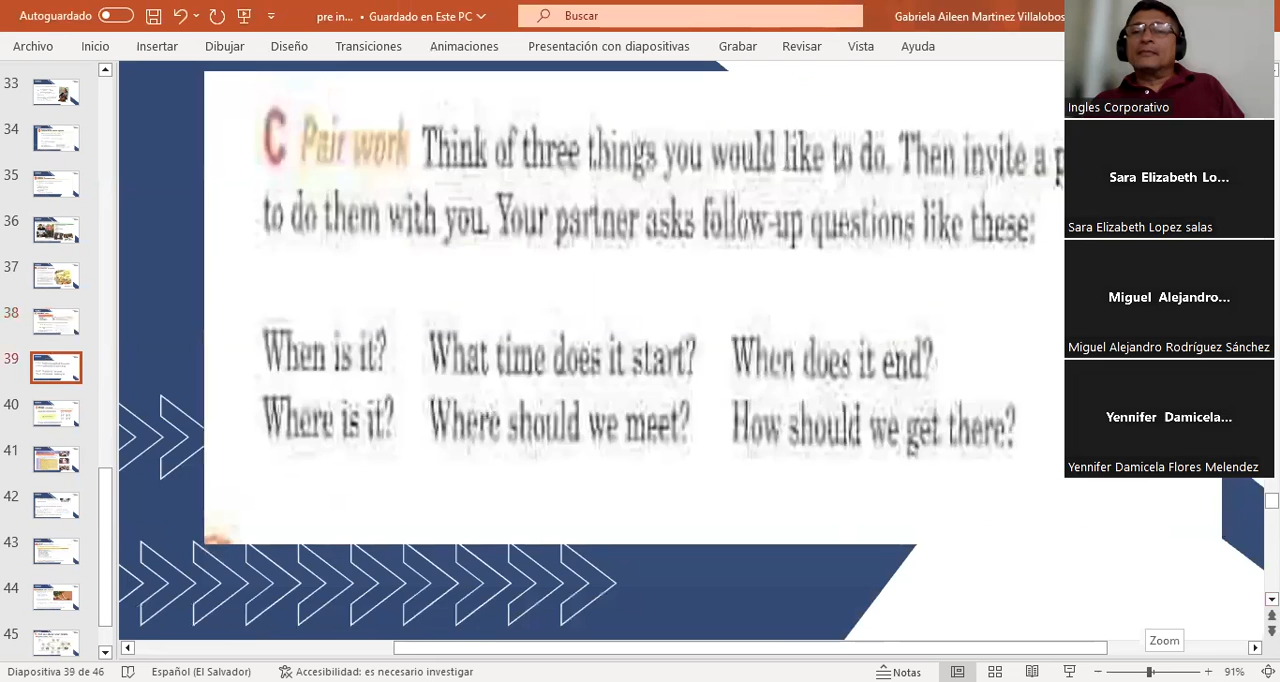 Autoguardado
pre in... • Guardado en Este PC
Buscar
Gabriela Aileen Martinez Villalobos
Archivo Inicio Insertar Dibujar Diseño Transiciones Animaciones Presentación con diapositivas Grabar Revisar Vista Ayuda
33
34
35
36
37
38
39
40
41
42
43
44
45
C Pair work Think of three things you would like to do. Then invite a
to do them with you. Your partner asks follow-up questions like these:
When is it? What time does it start? When does it end?
Where is it? Where should we meet? How should we get there?
Ingles Corporativo
Sara Elizabeth Lo...
Sara Elizabeth Lopez salas
Miguel Alejandro...
Miguel Alejandro Rodríguez Sánchez
Yennifer Damicela...
Yennifer Damicela Flores Melendez
Zoom
Diapositiva 39 de 46 Español (El Salvador) Accesibilidad: es necesario investigar Notas 91%